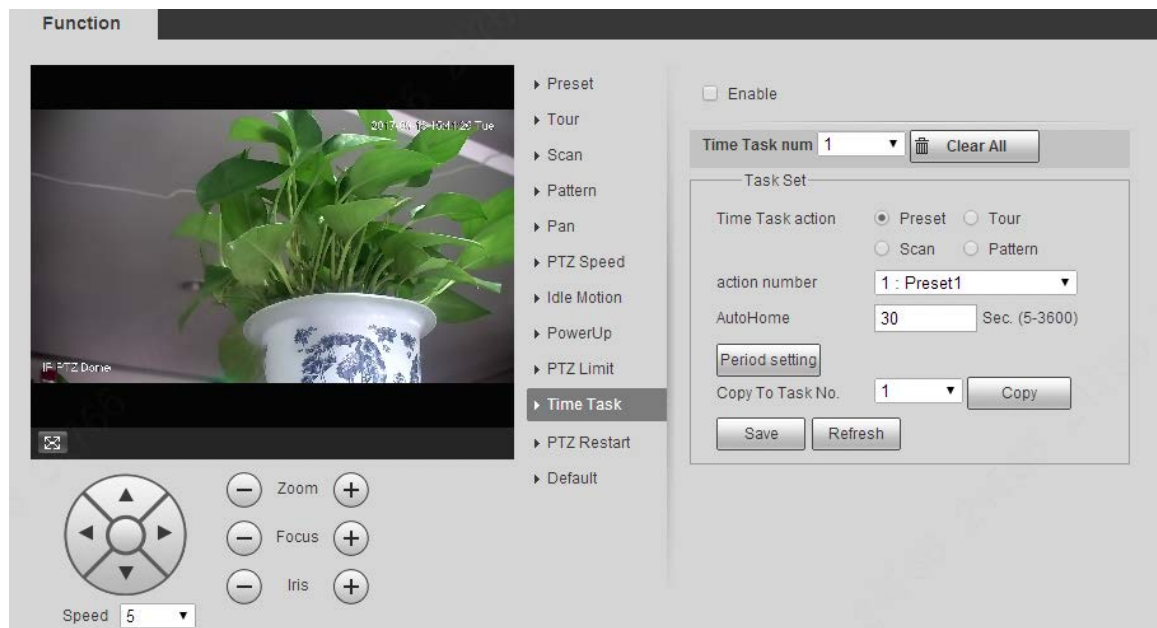 Function
Tue
IP PTZ Dome
Speed 5
Zoom
Focus
Iris
Preset
Tour
Scan
Pattern
Pan
PTZ Speed
Idle Motion
PowerUp
PTZ Limit
Time Task
PTZ Restart
Default
Enable
Time Task num 1 Clear All
Task Set
Time Task action Preset Tour
Scan Pattern
action number 1 : Preset1
AutoHome 30 Sec. (5-3600)
Period setting
Copy To Task No. 1 Copy
Save Refresh